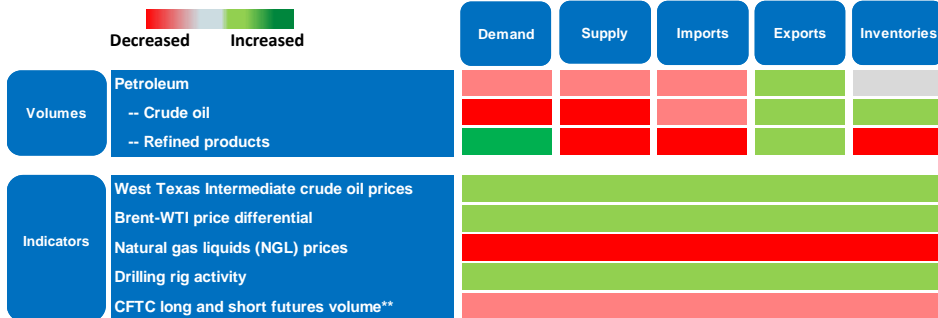 Decreased Increased
Demand Supply Imports Exports Inventories
Volumes
Petroleum
-- Crude oil
-- Refined products
Indicators
West Texas Intermediate crude oil prices
Brent-WTI price differential
Natural gas liquids (NGL) prices
Drilling rig activity
CFTC long and short futures volume**